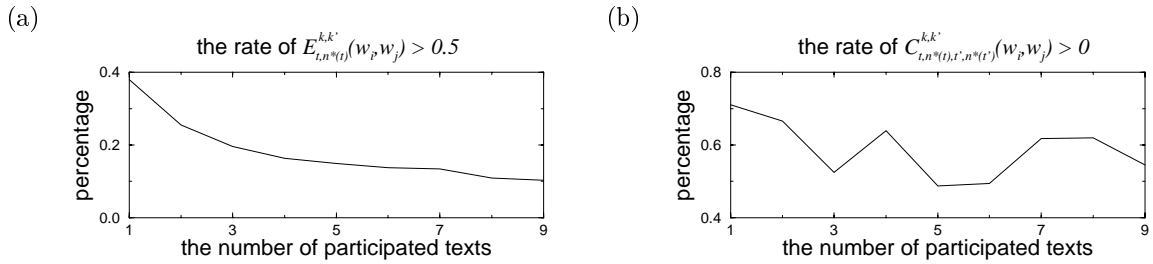 (a)
the rate of E^{k,k'}_{t,n*(t)}(w_i,w_j) > 0.5
percentage
0.4
0.2
0.0
1 3 5 7 9
the number of participated texts
(b)
the rate of C^{k,k'}_{t,n*(t),t',n*(t')}(w_i,w_j) > 0
percentage
0.8
0.6
0.4
1 3 5 7 9
the number of participated texts